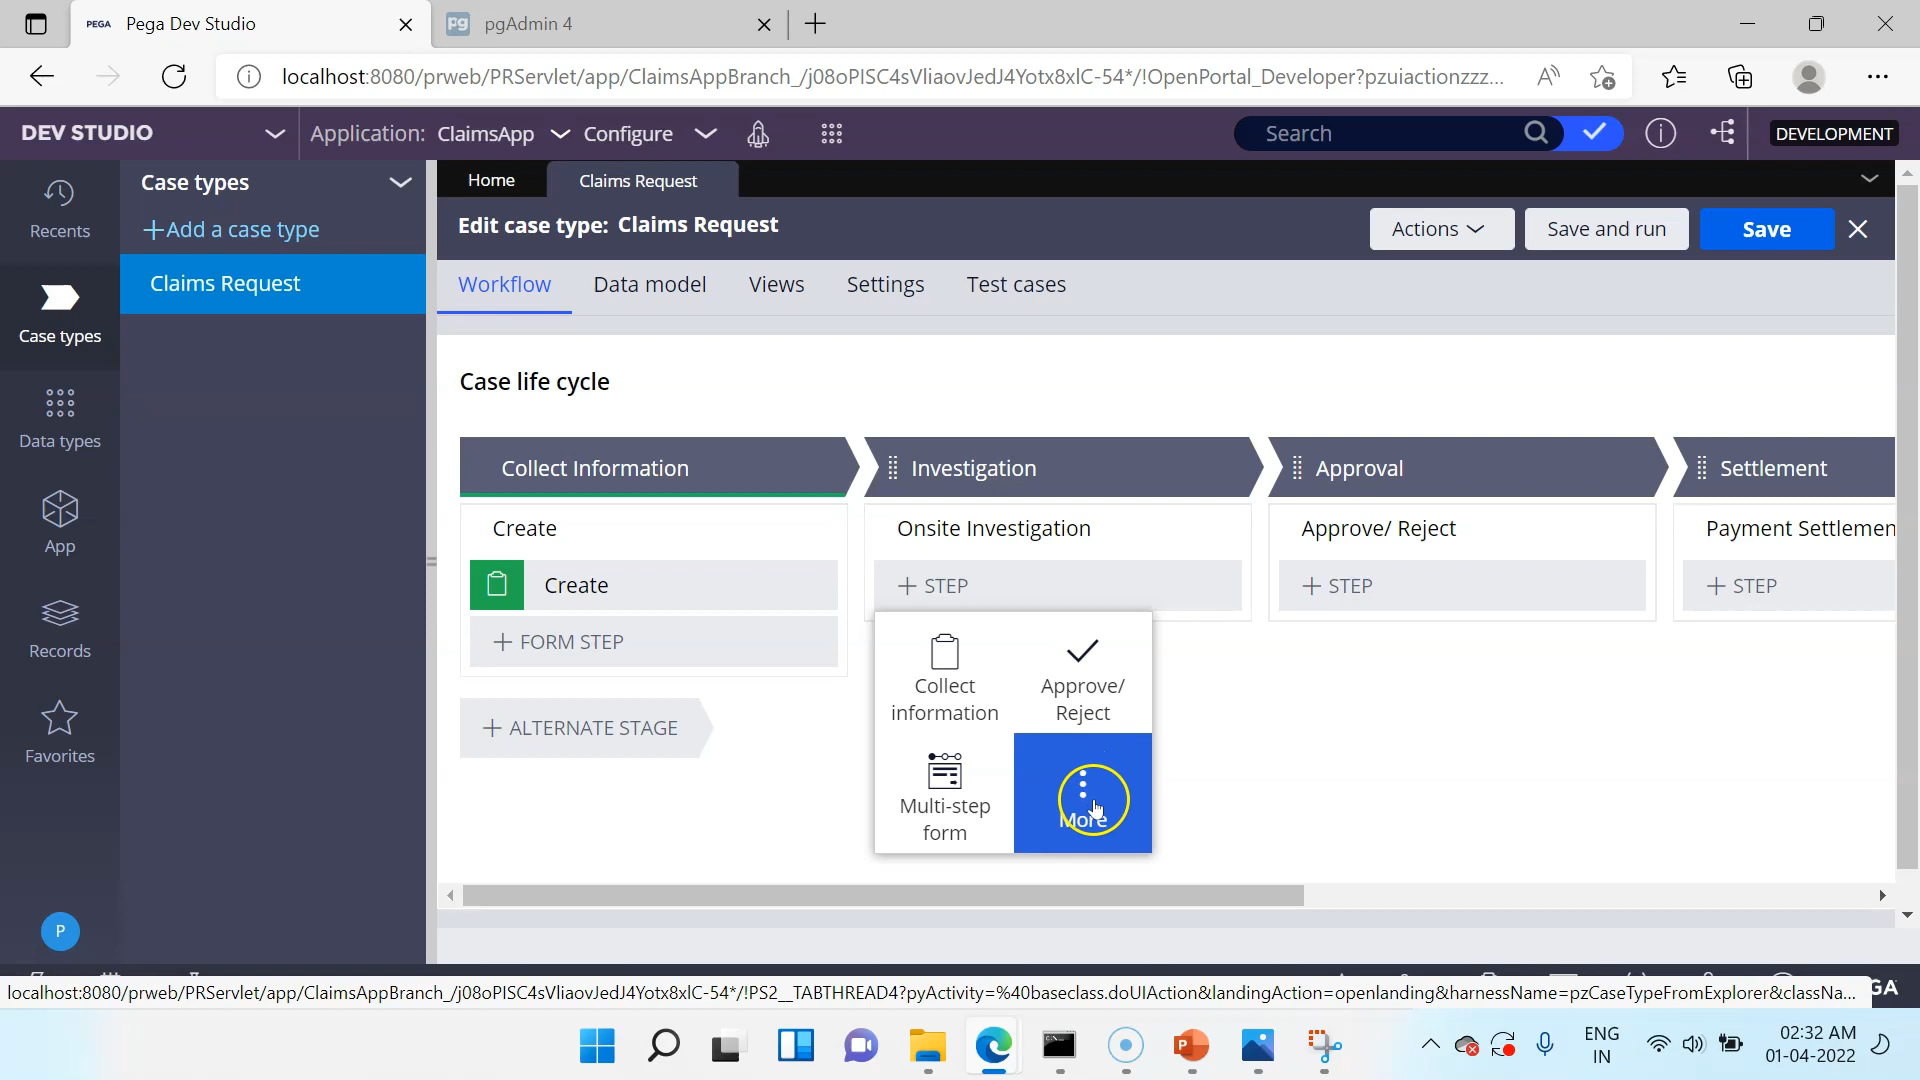 PEGA Pega Dev Studio
Pg pgAdmin 4
localhost:8080/prweb/PRServlet/app/ClaimsAppBranch_/j08oPISC4sVliaovJedJ4Yotx8xlC-54*/!OpenPortal_Developer?pzuiactionzzz...
DEV STUDIO
Application: ClaimsApp
Configure
Search
DEVELOPMENT
Recents
Case types
Data types
App
Records
Favorites
P
Case types
+Add a case type
Claims Request
Home
Claims Request
Edit case type: Claims Request
Actions
Save and run
Save
Workflow
Data model
Views
Settings
Test cases
Case life cycle
Collect Information
Investigation
Approval
Settlement
Create
Onsite Investigation
Approve/ Reject
Payment Settlemen
Create
+ STEP
+ STEP
+ STEP
+ FORM STEP
+ ALTERNATE STAGE
Collect
information
Approve/
Reject
Multi-step
form
More
localhost:8080/prweb/PRServlet/app/ClaimsAppBranch_/j08oPISC4sVliaovJedJ4Yotx8xlC-54*/!PS2__TABTHREAD4?pyActivity=%40baseclass.doUIAction&landingAction=openlanding&harnessName=pzCaseTypeFromExplorer&classNa...
GA
ENG
IN
02:32 AM
01-04-2022